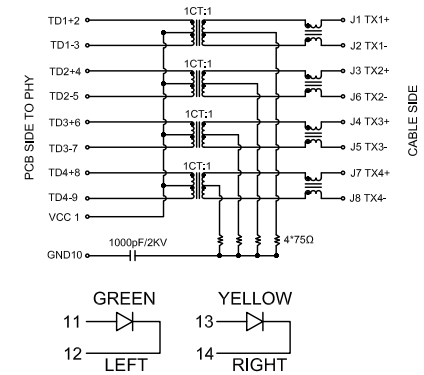 1CT:1
TD1+2
J1 TX1+
TD1-3
J2 TX1-
1CT:1
TD2+4
J3 TX2+
TD2-5
J6 TX2-
1CT:1
TD3+6
J4 TX3+
TD3-7
J5 TX3-
1CT:1
TD4+8
J7 TX4+
TD4-9
J8 TX4-
VCC 1
PCB SIDE TO PHY
CABLE SIDE
1000pF/2KV
4*75Ω
GND10
GREEN
11
12
LEFT
YELLOW
13
14
RIGHT